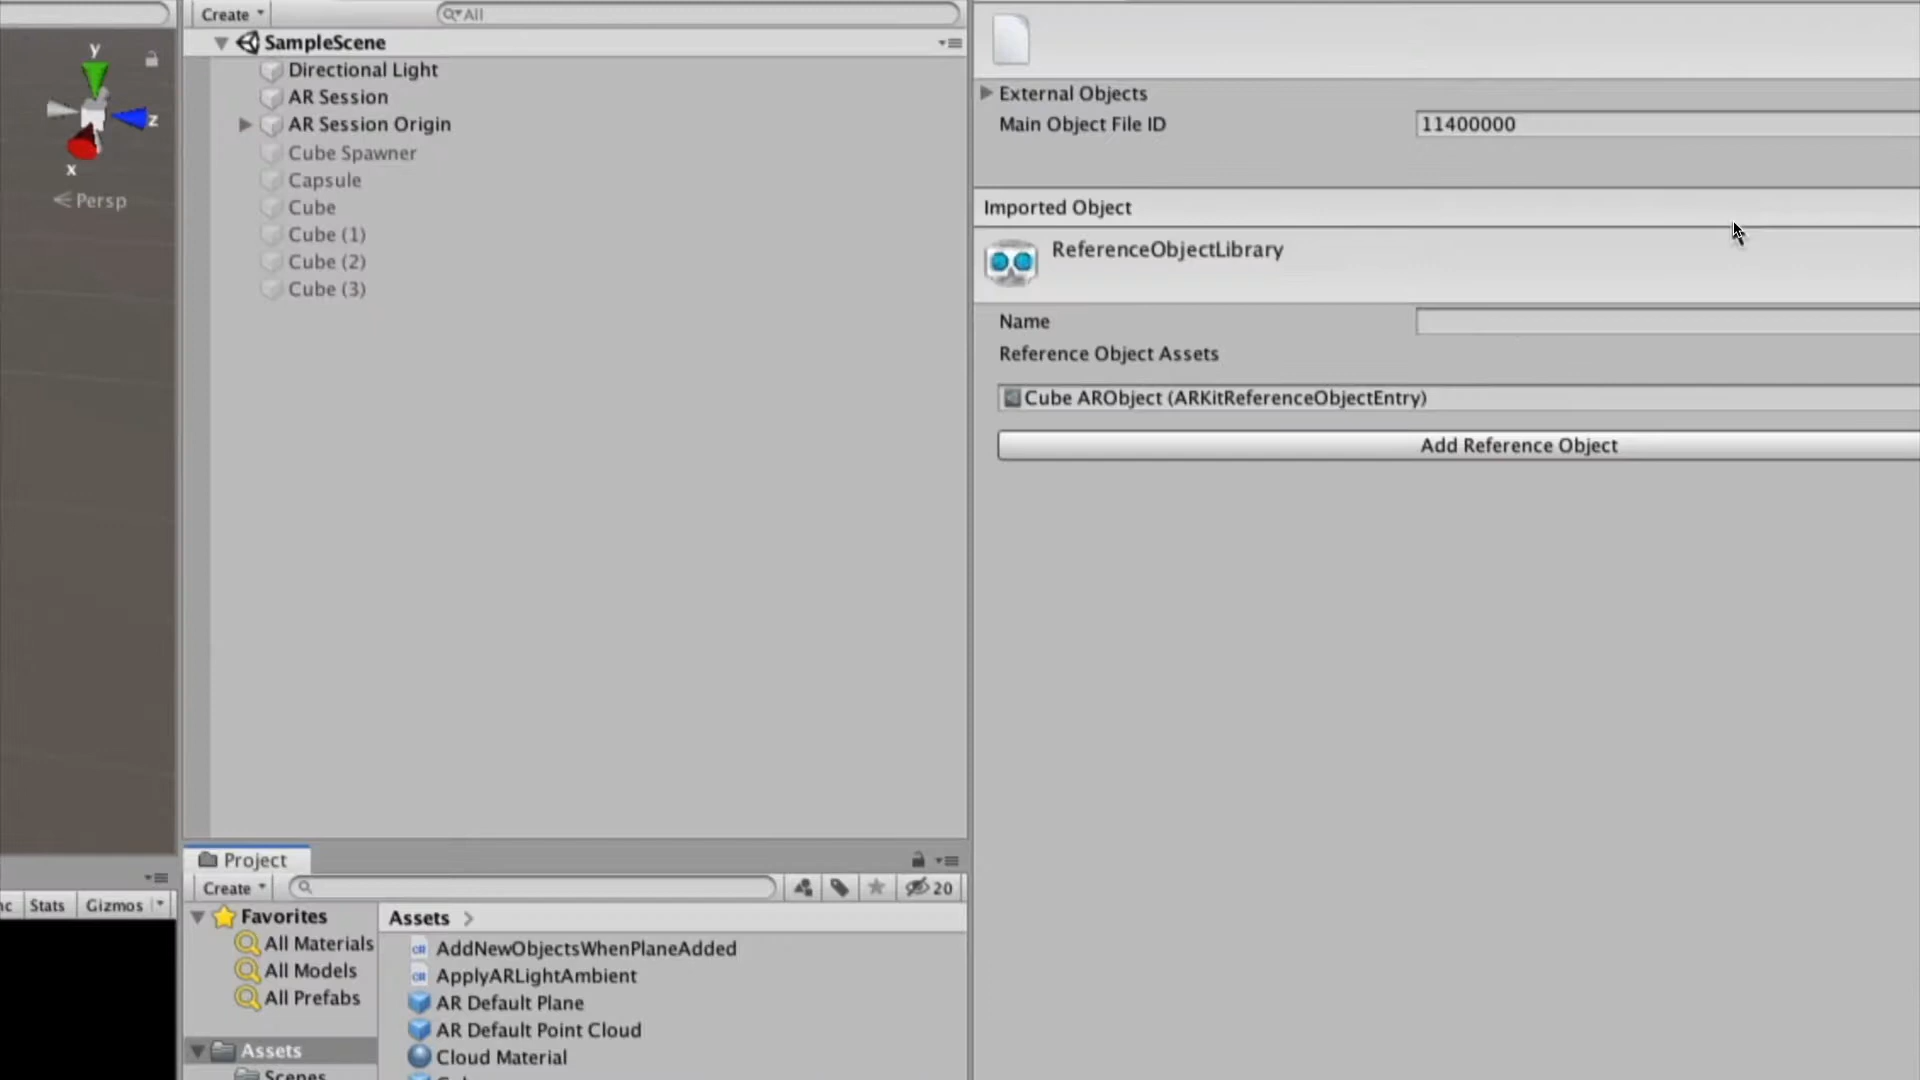 y
z
x
Persp
nc
Stats
Gizmos
Create
All
SampleScene
Directional Light
AR Session
AR Session Origin
Cube Spawner
Capsule
Cube
Cube (1)
Cube (2)
Cube (3)
Project
Create
20
Favorites
All Materials
All Models
All Prefabs
Assets
Scenes
Assets
AddNewObjectsWhenPlaneAdded
ApplyARLightAmbient
AR Default Plane
AR Default Point Cloud
Cloud Material
External Objects
Main Object File ID
11400000
Imported Object
ReferenceObjectLibrary
Name
Reference Object Assets
Cube ARObject (ARKitReferenceObjectEntry)
Add Reference Object